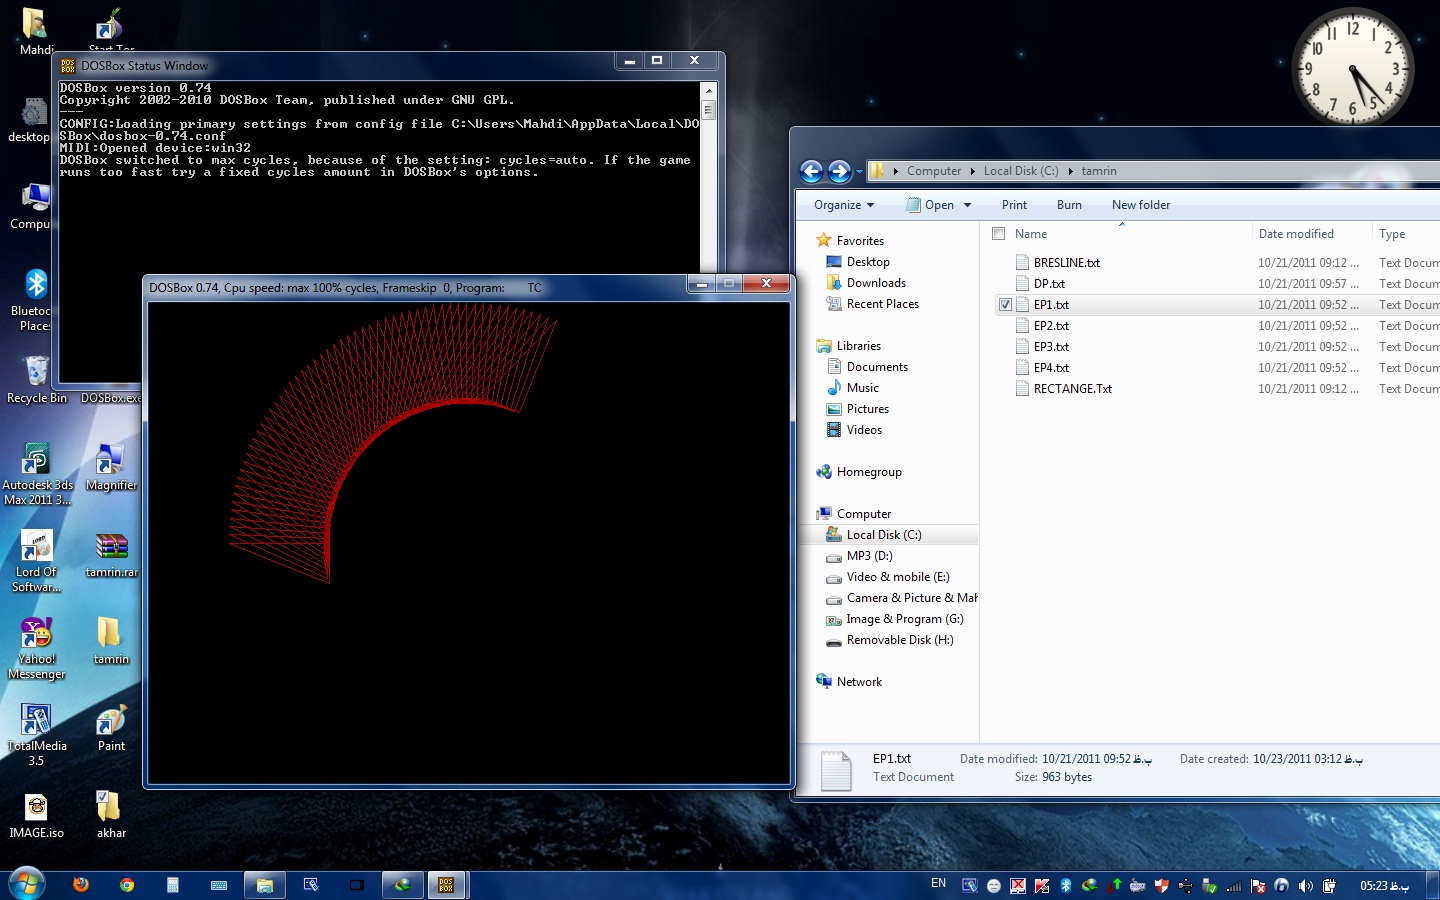 Mahdi
Start Tor
desktop
Compu
Bluetoo
Places
Recycle Bin
DOSBox.exe
Autodesk 3ds
Max 2011 3...
Magnifier
Lord Of
Softwar...
tamrin.rar
Yahoo!
Messenger
tamrin
TotalMedia
3.5
Paint
IMAGE.iso
akhar
DOSBox Status Window
DOSBox version 0.74
Copyright 2002-2010 DOSBox Team, published under GNU GPL.
---
CONFIG:Loading primary settings from config file C:\Users\Mahdi\AppData\Local\DO
SBox\dosbox-0.74.conf
MIDI:Opened device:win32
DOSBox switched to max cycles, because of the setting: cycles=auto. If the game
runs too fast try a fixed cycles amount in DOSBox's options.
DOSBox 0.74, Cpu speed: max 100% cycles, Frameskip 0, Program: TC
12
1
2
3
4
5
6
7
8
9
10
11
Computer
Local Disk (C:)
tamrin
Organize
Open
Print
Burn
New folder
Favorites
Desktop
Downloads
Recent Places
Libraries
Documents
Music
Pictures
Videos
Homegroup
Computer
Local Disk (C:)
MP3 (D:)
Video & mobile (E:)
Camera & Picture & Mah
Image & Program (G:)
Removable Disk (H:)
Network
Name Date modified Type
BRESLINE.txt 10/21/2011 09:12 ... Text Docum
DP.txt 10/21/2011 09:57 ... Text Docum
EP1.txt 10/21/2011 09:52 ... Text Docum
EP2.txt 10/21/2011 09:52 ... Text Docum
EP3.txt 10/21/2011 09:52 ... Text Docum
EP4.txt 10/21/2011 09:52 ... Text Docum
RECTANGE.Txt 10/21/2011 09:12 ... Text Docum
EP1.txt Date modified: 10/21/2011 09:52 ب.ظ Date created: 10/23/2011 03:12 ب.ظ
Text Document Size: 963 bytes
EN
05:23 ب.ظ